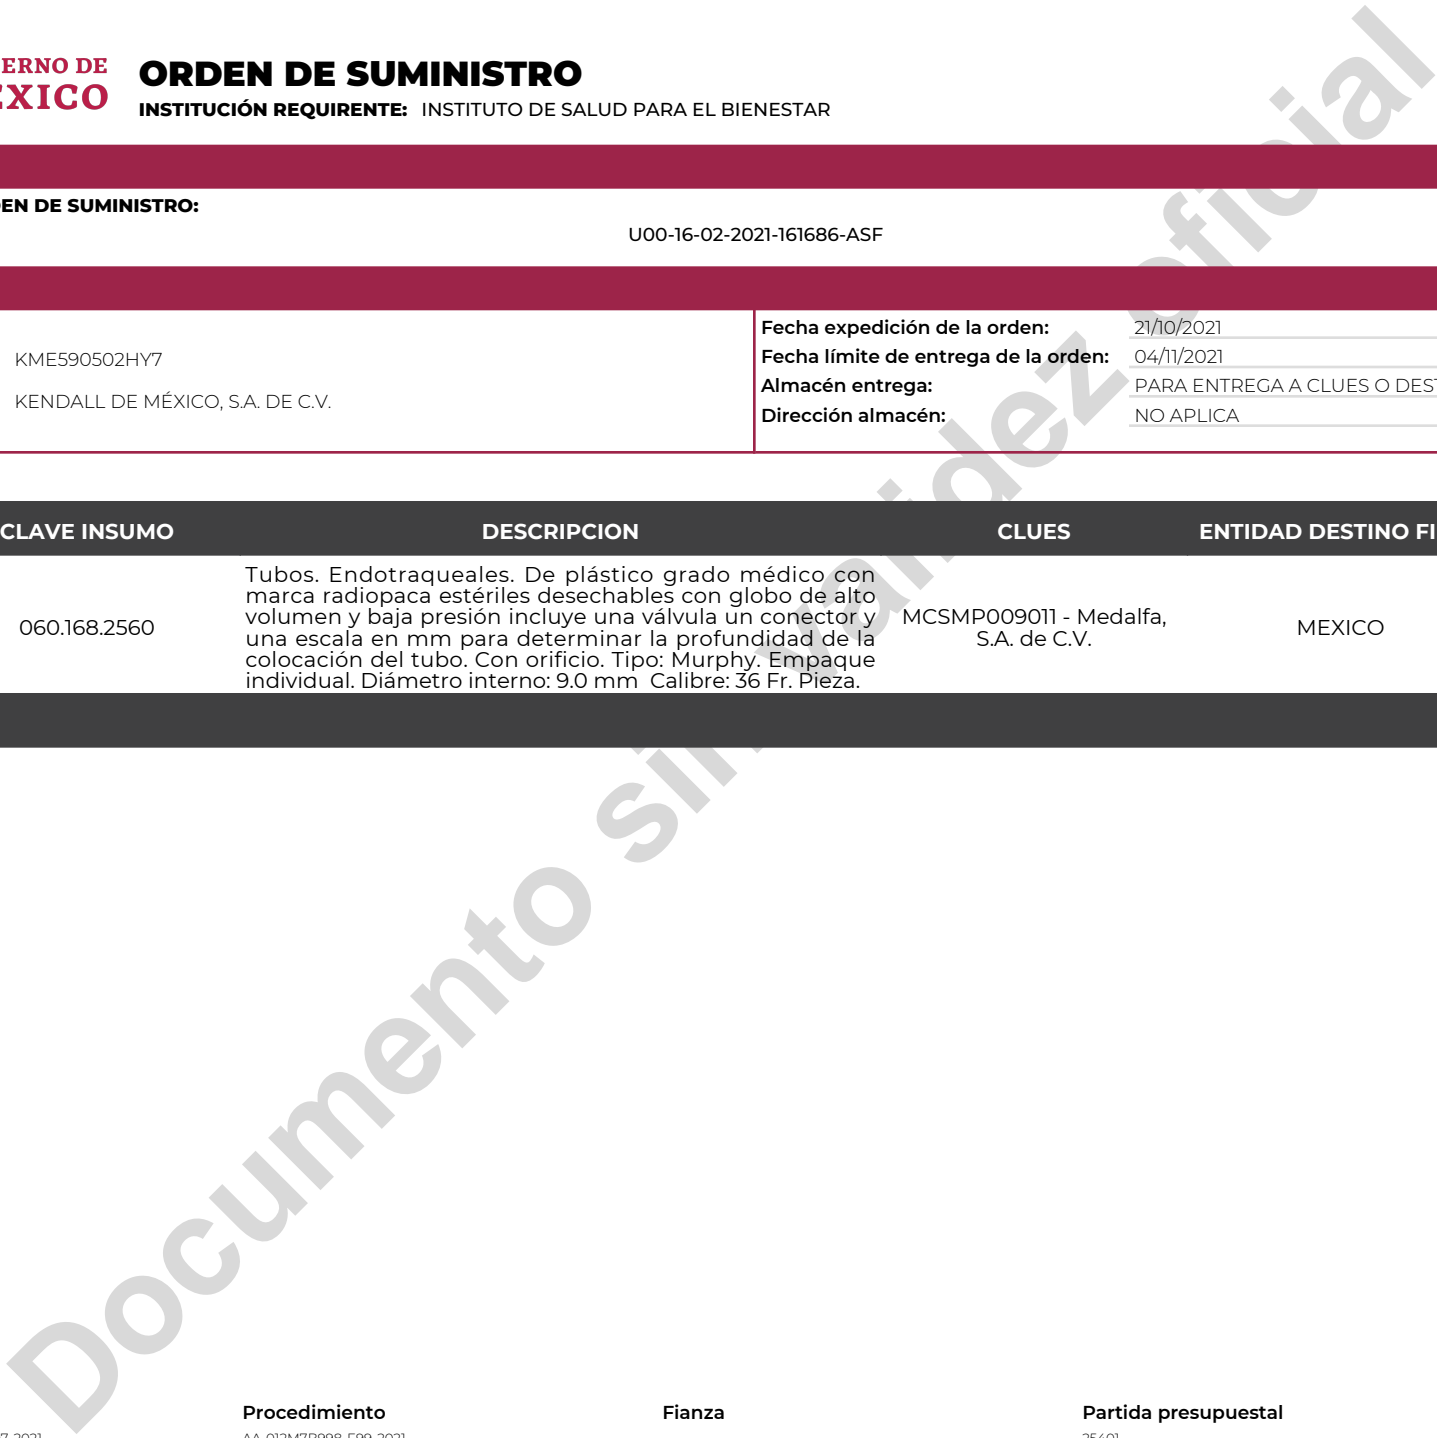 ERNO DE
ÉXICO
ORDEN DE SUMINISTRO
INSTITUCIÓN REQUIRENTE: INSTITUTO DE SALUD PARA EL BIENESTAR
EN DE SUMINISTRO:
U00-16-02-2021-161686-ASF
KME590502HY7
KENDALL DE MÉXICO, S.A. DE C.V.
Fecha expedición de la orden: 21/10/2021
Fecha límite de entrega de la orden: 04/11/2021
Almacén entrega: PARA ENTREGA A CLUES O DEST
Dirección almacén: NO APLICA
CLAVE INSUMO DESCRIPCION CLUES ENTIDAD DESTINO FI
060.168.2560
Tubos. Endotraqueales. De plástico grado médico con
marca radiopaca estériles desechables con globo de alto
volumen y baja presión incluye una válvula un conector y
una escala en mm para determinar la profundidad de la
colocación del tubo. Con orificio. Tipo: Murphy. Empaque
individual. Diámetro interno: 9.0 mm Calibre: 36 Fr. Pieza.
MCSMP009011 - Medalfa,
S.A. de C.V.
MEXICO
Documento sin validez oficial
Procedimiento Fianza Partida presupuestal